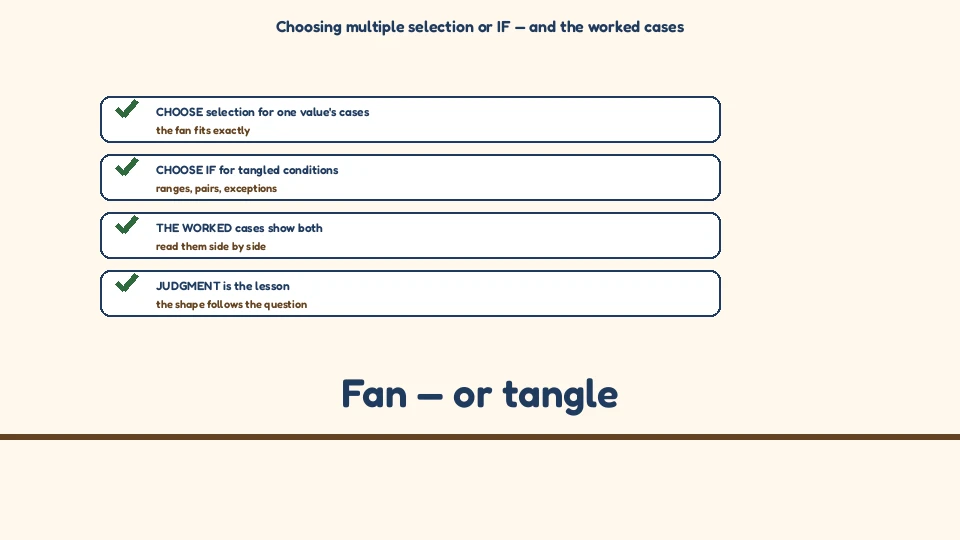 Choosing multiple selection or IF — and the worked cases
CHOOSE selection for one value's cases
the fan fits exactly
CHOOSE IF for tangled conditions
ranges, pairs, exceptions
THE WORKED cases show both
read them side by side
JUDGMENT is the lesson
the shape follows the question
Fan — or tangle